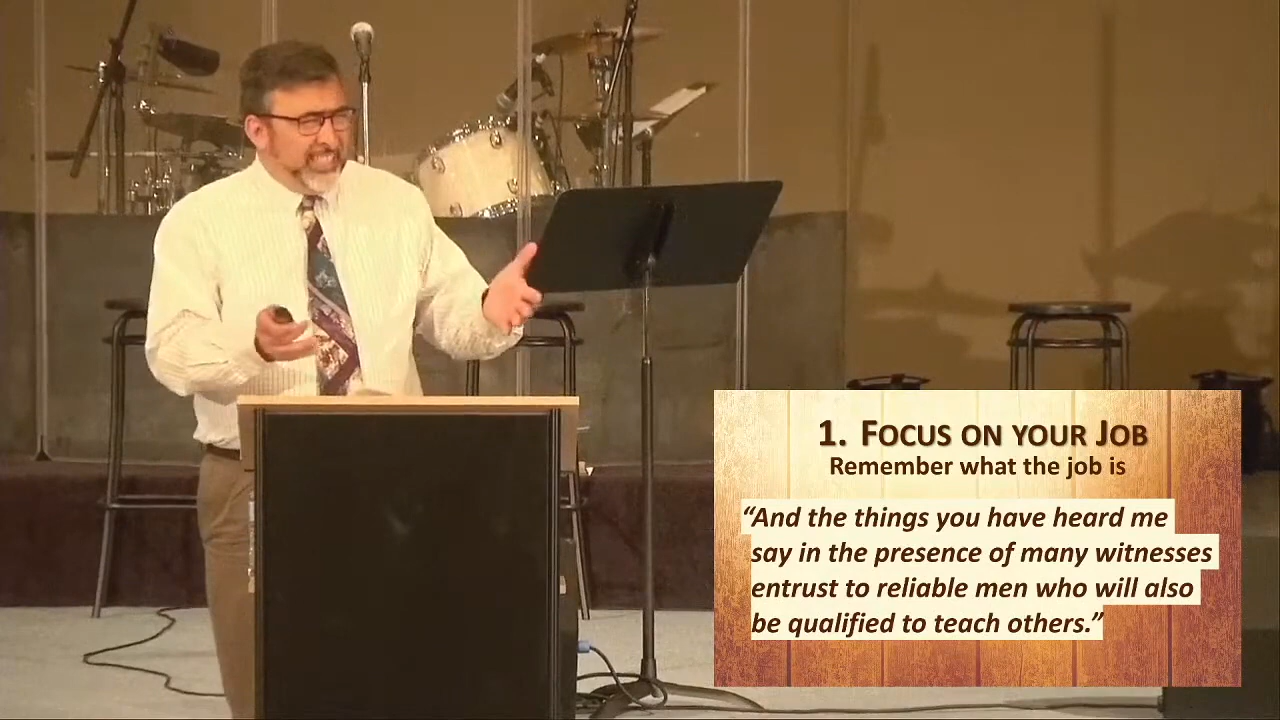 1. Focus on your Job
Remember what the job is
“And the things you have heard me
say in the presence of many witnesses
entrust to reliable men who will also
be qualified to teach others.”